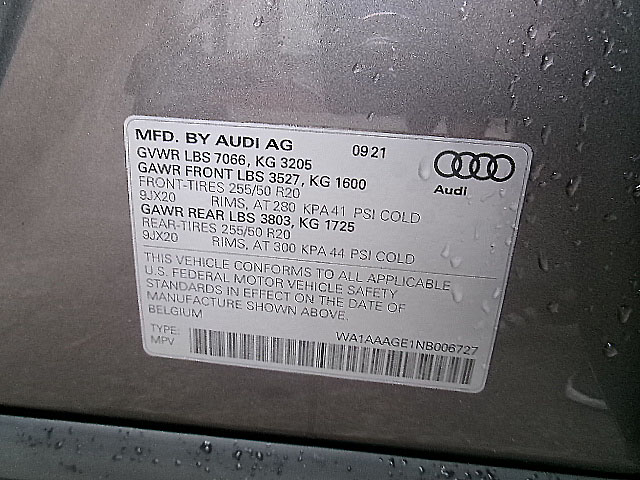 MFD. BY AUDI AG 09 21
GVWR LBS 7066, KG 3205
GAWR FRONT LBS 3527, KG 1600
FRONT-TIRES 255/50 R20
9JX20 RIMS, AT 280 KPA 41 PSI COLD
GAWR REAR LBS 3803, KG 1725
REAR-TIRES 255/50 R20
9JX20 RIMS, AT 300 KPA 44 PSI COLD
Audi
THIS VEHICLE CONFORMS TO ALL APPLICABLE
U.S. FEDERAL MOTOR VEHICLE SAFETY
STANDARDS IN EFFECT ON THE DATE OF
MANUFACTURE SHOWN ABOVE.
BELGIUM
TYPE: WA1AAAGE1NB006727
MPV